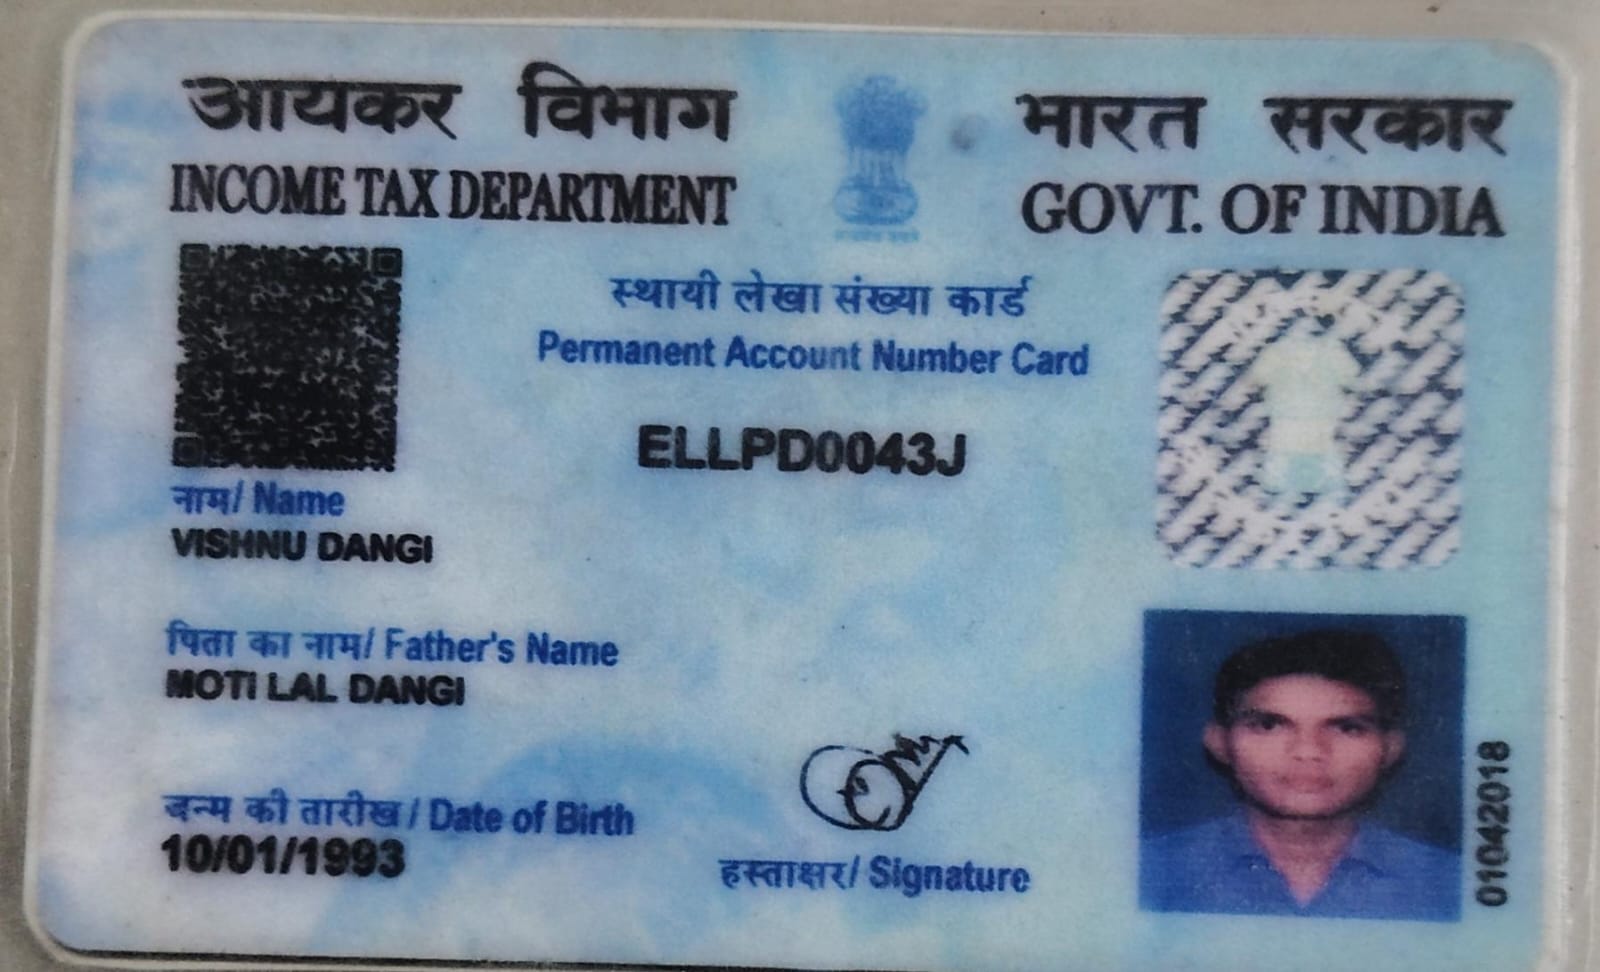 आयकर विभाग
INCOME TAX DEPARTMENT
भारत सरकार
GOVT. OF INDIA
स्थायी लेखा संख्या कार्ड
Permanent Account Number Card
ELLPD0043J
नाम/ Name
VISHNU DANGI
पिता का नाम/ Father's Name
MOTI LAL DANGI
जन्म की तारीख / Date of Birth
10/01/1993
हस्ताक्षर/ Signature
01042018